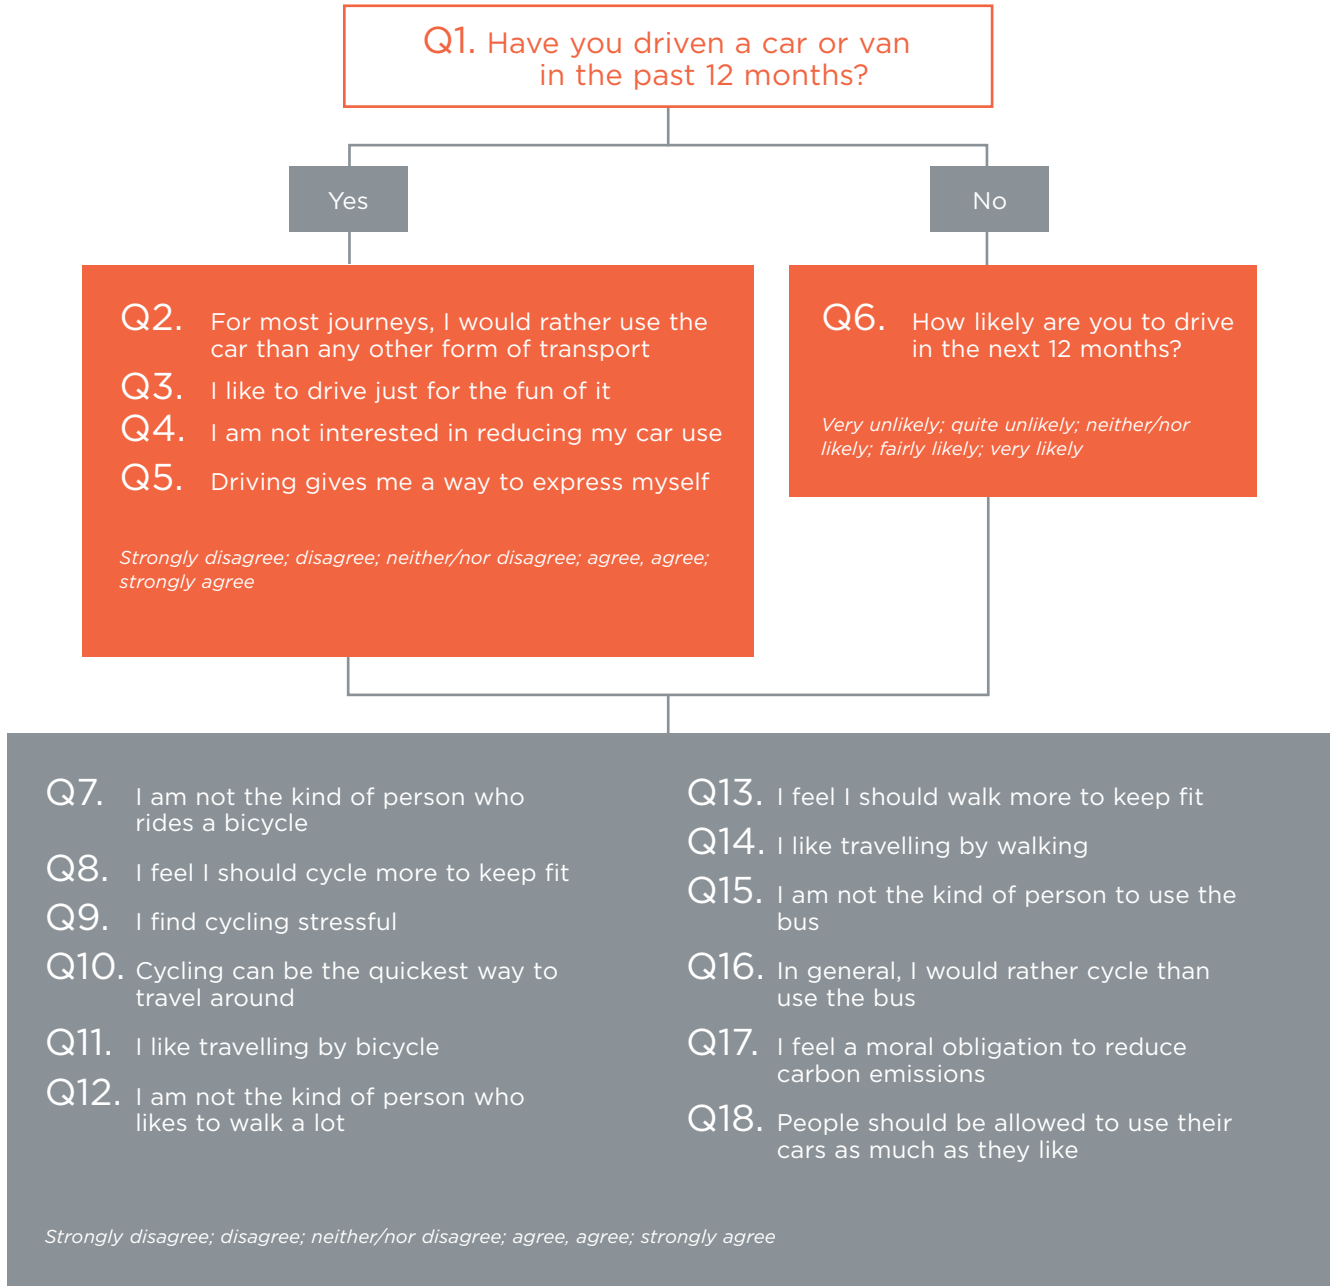 Q1. Have you driven a car or van
in the past 12 months?
Yes
No
Q2. For most journeys, I would rather use the
car than any other form of transport
Q3. I like to drive just for the fun of it
Q4. I am not interested in reducing my car use
Q5. Driving gives me a way to express myself
Strongly disagree; disagree; neither/nor disagree; agree, agree;
strongly agree
Q6. How likely are you to drive
in the next 12 months?
Very unlikely; quite unlikely; neither/nor
likely; fairly likely; very likely
Q7. I am not the kind of person who
rides a bicycle
Q8. I feel I should cycle more to keep fit
Q9. I find cycling stressful
Q10. Cycling can be the quickest way to
travel around
Q11. I like travelling by bicycle
Q12. I am not the kind of person who
likes to walk a lot
Q13. I feel I should walk more to keep fit
Q14. I like travelling by walking
Q15. I am not the kind of person to use the
bus
Q16. In general, I would rather cycle than
use the bus
Q17. I feel a moral obligation to reduce
carbon emissions
Q18. People should be allowed to use their
cars as much as they like
Strongly disagree; disagree; neither/nor disagree; agree, agree; strongly agree